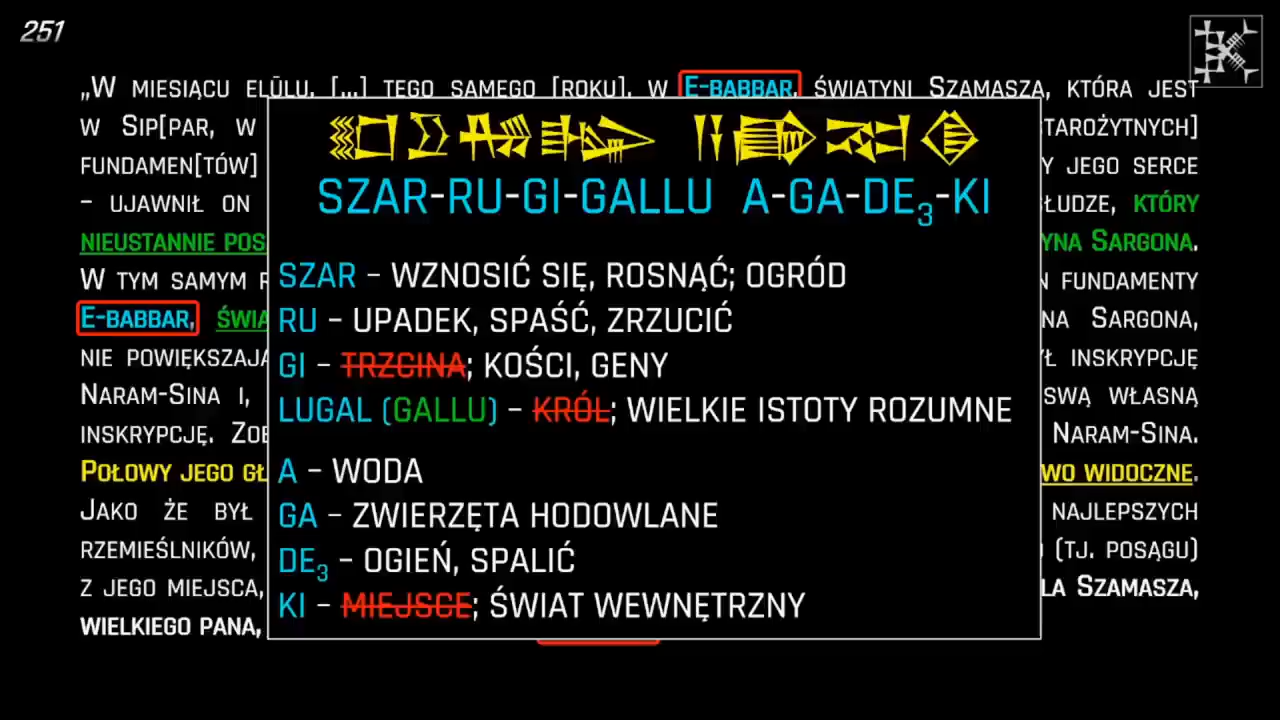 251
„W MIESIĄCU ELŪLU. [...] TEGO SAMEGO [ROKU], W E-BABBAR, ŚWIĄTYNI SZAMASZA, KTÓRA JEST
W SIP[PAR, W TAROŻYTNYCH]
FUNDAMEN[TÓW] Y JEGO SERCE
– UJAWNIŁ ON ŁUDZE, KTÓRY
NIEUSTANNIE POS YNA SARGONA.
W TYM SAMYM R N FUNDAMENTY
E-BABBAR, ŚWIĄ NA SARGONA,
NIE POWIĘKSZAJĄ Ł INSKRYPCJĘ
NARAM-SINA I, SWĄ WŁASNĄ
INSKRYPCJĘ. ZOB NARAM-SINA.
POŁOWY JEGO GŁ WO WIDOCZNE.
JAKO ŻE BYŁ NAJLEPSZYCH
RZEMIEŚLNIKÓW, (TJ. POSĄGU)
Z JEGO MIEJSCA, LA SZAMASZA,
WIELKIEGO PANA,
SZAR-RU-GI-GALLU A-GA-DE3-KI
SZAR – WZNOSIĆ SIĘ, ROSNĄĆ; OGRÓD
RU – UPADEK, SPAŚĆ, ZRZUCIĆ
GI – TRZCINA; KOŚCI, GENY
LUGAL (GALLU) – KRÓL; WIELKIE ISTOTY ROZUMNE
A – WODA
GA – ZWIERZĘTA HODOWLANE
DE3 – OGIEŃ, SPALIĆ
KI – MIEJSCE; ŚWIAT WEWNĘTRZNY